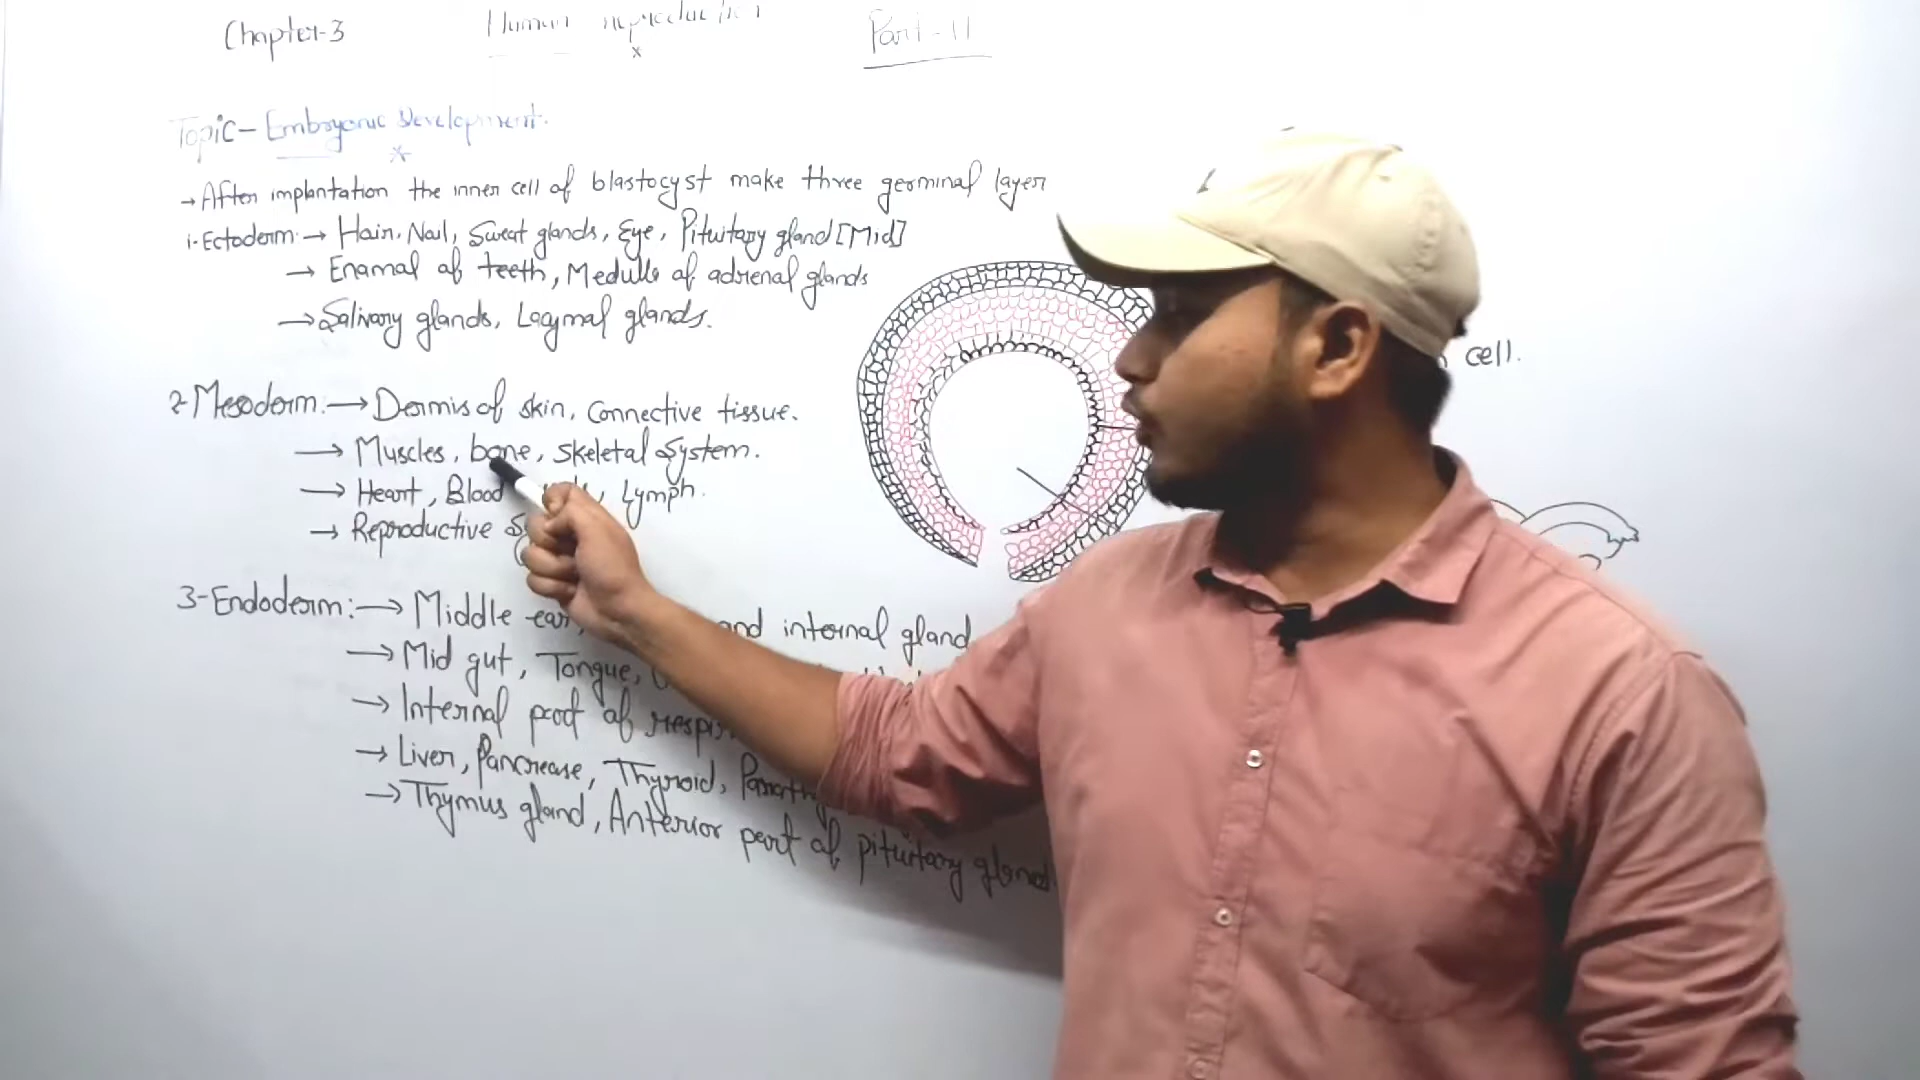 Chapter-3 Human reproduction Part-11
Topic- Embryonic Development.
→ After implantation the inner cell of blastocyst make three germinal layer
1. Ectoderm:→ Hair, Nail, Sweat glands, Eye, Pituitary gland [Mid]
→ Enamal of teeth, Medulla of adrenal glands
→ Salivary glands, Lacymal glands.
cell.
2- Mesoderm:→ Dermis of skin, Connective tissue.
→ Muscles, bone, Skeletal System.
→ Heart, Blood , Lymph.
→ Reproductive
3- Endoderm:→ Middle ear, and internal gland
→ Mid gut, Tongue,
→ Internal part of
→ Liver, Pancrease, Thyroid,
→ Thymus gland, Anterior part of pituitary gland.